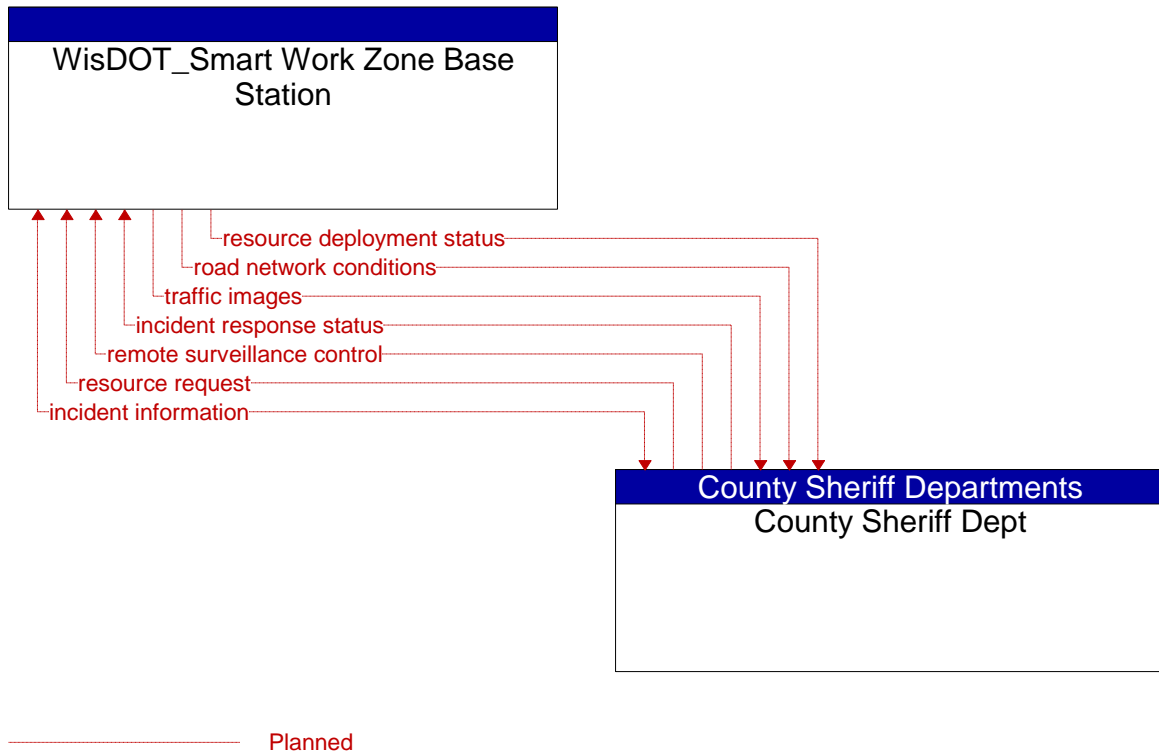 WisDOT_Smart Work Zone Base
Station
resource deployment status
road network conditions
traffic images
incident response status
remote surveillance control
resource request
incident information
County Sheriff Departments
County Sheriff Dept
Planned